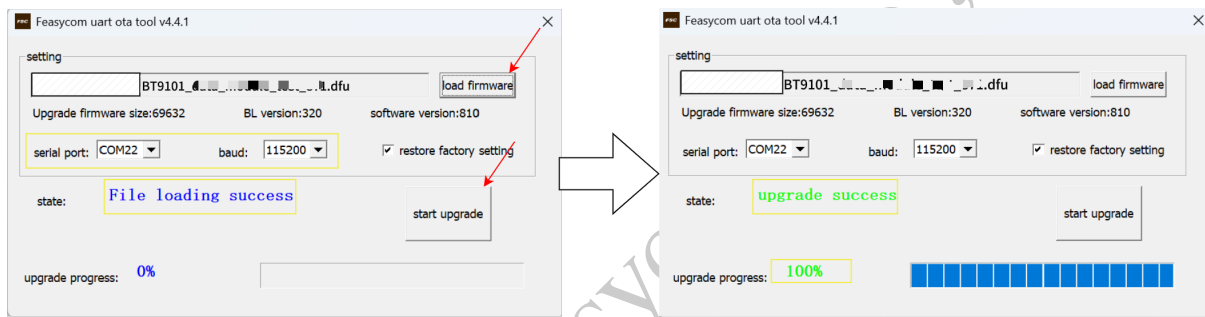 FSC Feasycom uart ota tool v4.4.1
setting
load firmware
Upgrade firmware size:69632 BL version:320 software version:810
serial port: COM22 baud: 115200 restore factory setting
state: File loading success
start upgrade
upgrade progress: 0%
FSC Feasycom uart ota tool v4.4.1
setting
load firmware
Upgrade firmware size:69632 BL version:320 software version:810
serial port: COM22 baud: 115200 restore factory setting
state: upgrade success
start upgrade
upgrade progress: 100%